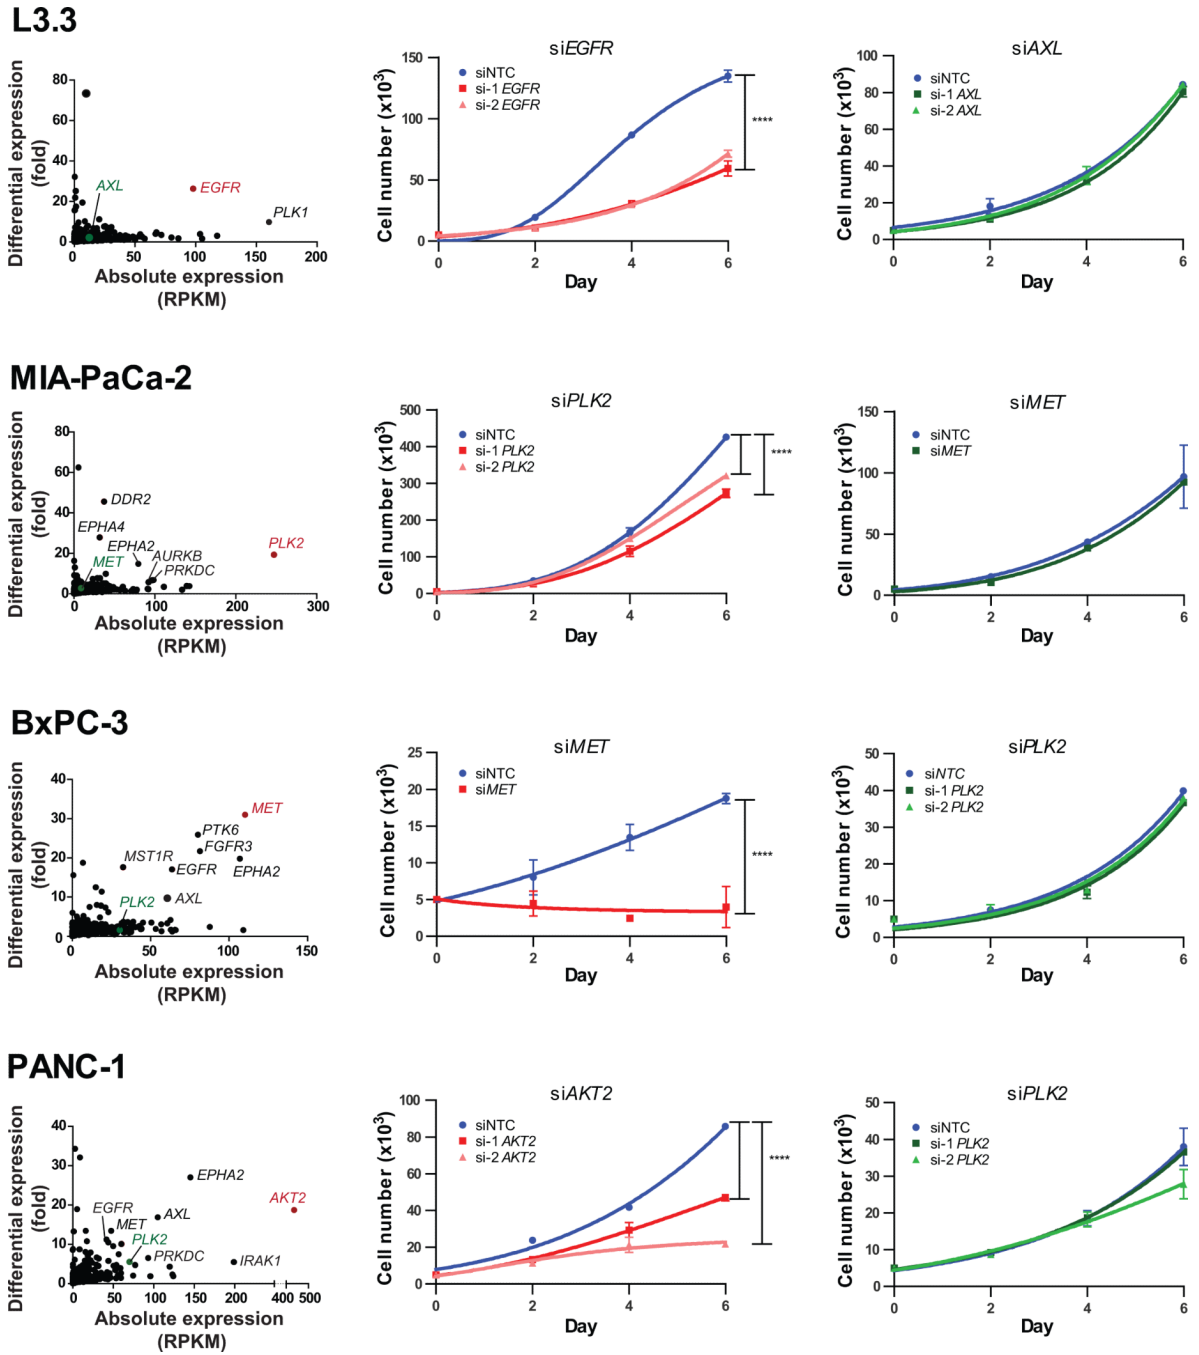 L3.3
Differential expression
(fold)
80
60
40
20
0
0
50
100
150
200
AXL
EGFR
PLK1
Absolute expression
(RPKM)
siEGFR
Cell number (x10³)
150
100
50
0
0
2
4
6
Day
siNTC
si-1 EGFR
si-2 EGFR
****
siAXL
Cell number (x10³)
100
80
60
40
20
0
0
2
4
6
Day
siNTC
si-1 AXL
si-2 AXL
MIA-PaCa-2
Differential expression
(fold)
80
60
40
20
0
0
100
200
300
DDR2
EPHA4
EPHA2
AURKB
MET
PRKDC
PLK2
Absolute expression
(RPKM)
siPLK2
Cell number (x10³)
500
400
300
200
100
0
0
2
4
6
Day
siNTC
si-1 PLK2
si-2 PLK2
****
siMET
Cell number (x10³)
150
100
50
0
0
2
4
6
Day
siNTC
siMET
BxPC-3
Differential expression
(fold)
40
30
20
10
0
0
50
100
150
MET
PTK6
FGFR3
MST1R
EGFR
EPHA2
PLK2
AXL
Absolute expression
(RPKM)
siMET
Cell number (x10³)
25
20
15
10
5
0
0
2
4
6
Day
siNTC
siMET
****
siPLK2
Cell number (x10³)
50
40
30
20
10
0
0
2
4
6
Day
siNTC
si-1 PLK2
si-2 PLK2
PANC-1
Differential expression
(fold)
40
30
20
10
0
0
50
100
150
200
400 500
EPHA2
AKT2
EGFR
AXL
MET
PLK2
PRKDC
IRAK1
Absolute expression
(RPKM)
siAKT2
Cell number (x10³)
100
80
60
40
20
0
0
2
4
6
Day
siNTC
si-1 AKT2
si-2 AKT2
****
siPLK2
Cell number (x10³)
50
40
30
20
10
0
0
2
4
6
Day
siNTC
si-1 PLK2
si-2 PLK2